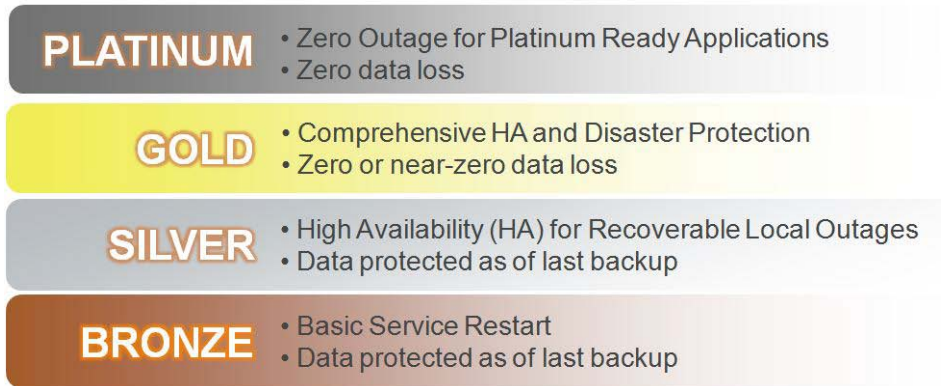 PLATINUM
• Zero Outage for Platinum Ready Applications
• Zero data loss
GOLD
• Comprehensive HA and Disaster Protection
• Zero or near-zero data loss
SILVER
• High Availability (HA) for Recoverable Local Outages
• Data protected as of last backup
BRONZE
• Basic Service Restart
• Data protected as of last backup